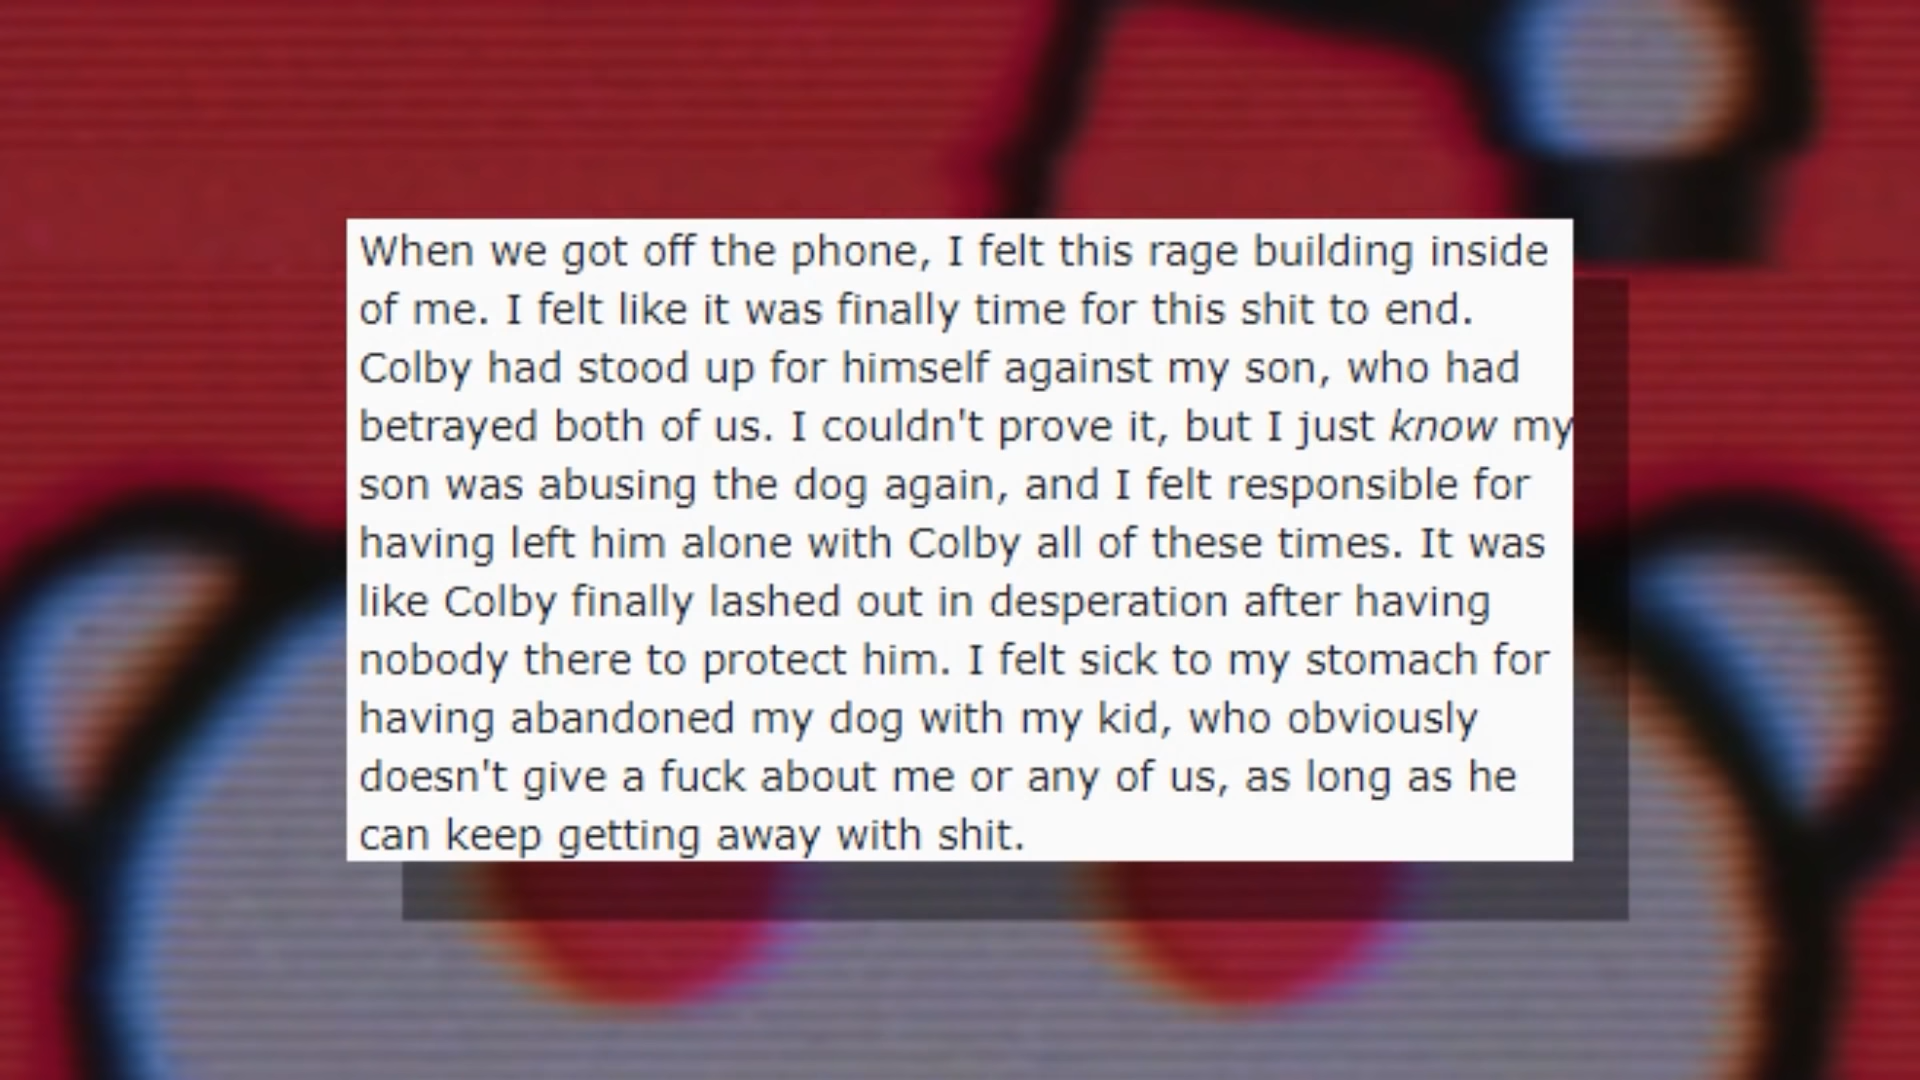 When we got off the phone, I felt this rage building inside
of me. I felt like it was finally time for this shit to end.
Colby had stood up for himself against my son, who had
betrayed both of us. I couldn't prove it, but I just know my
son was abusing the dog again, and I felt responsible for
having left him alone with Colby all of these times. It was
like Colby finally lashed out in desperation after having
nobody there to protect him. I felt sick to my stomach for
having abandoned my dog with my kid, who obviously
doesn't give a fuck about me or any of us, as long as he
can keep getting away with shit.